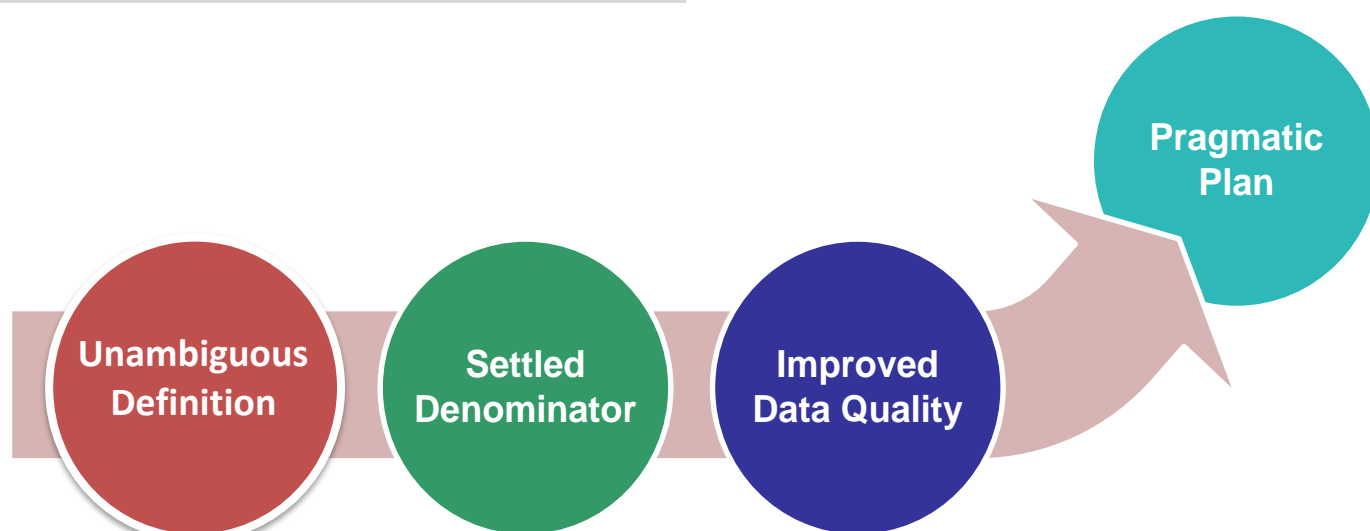 Pragmatic
Plan
Unambiguous
Definition
Settled
Denominator
Improved
Data Quality